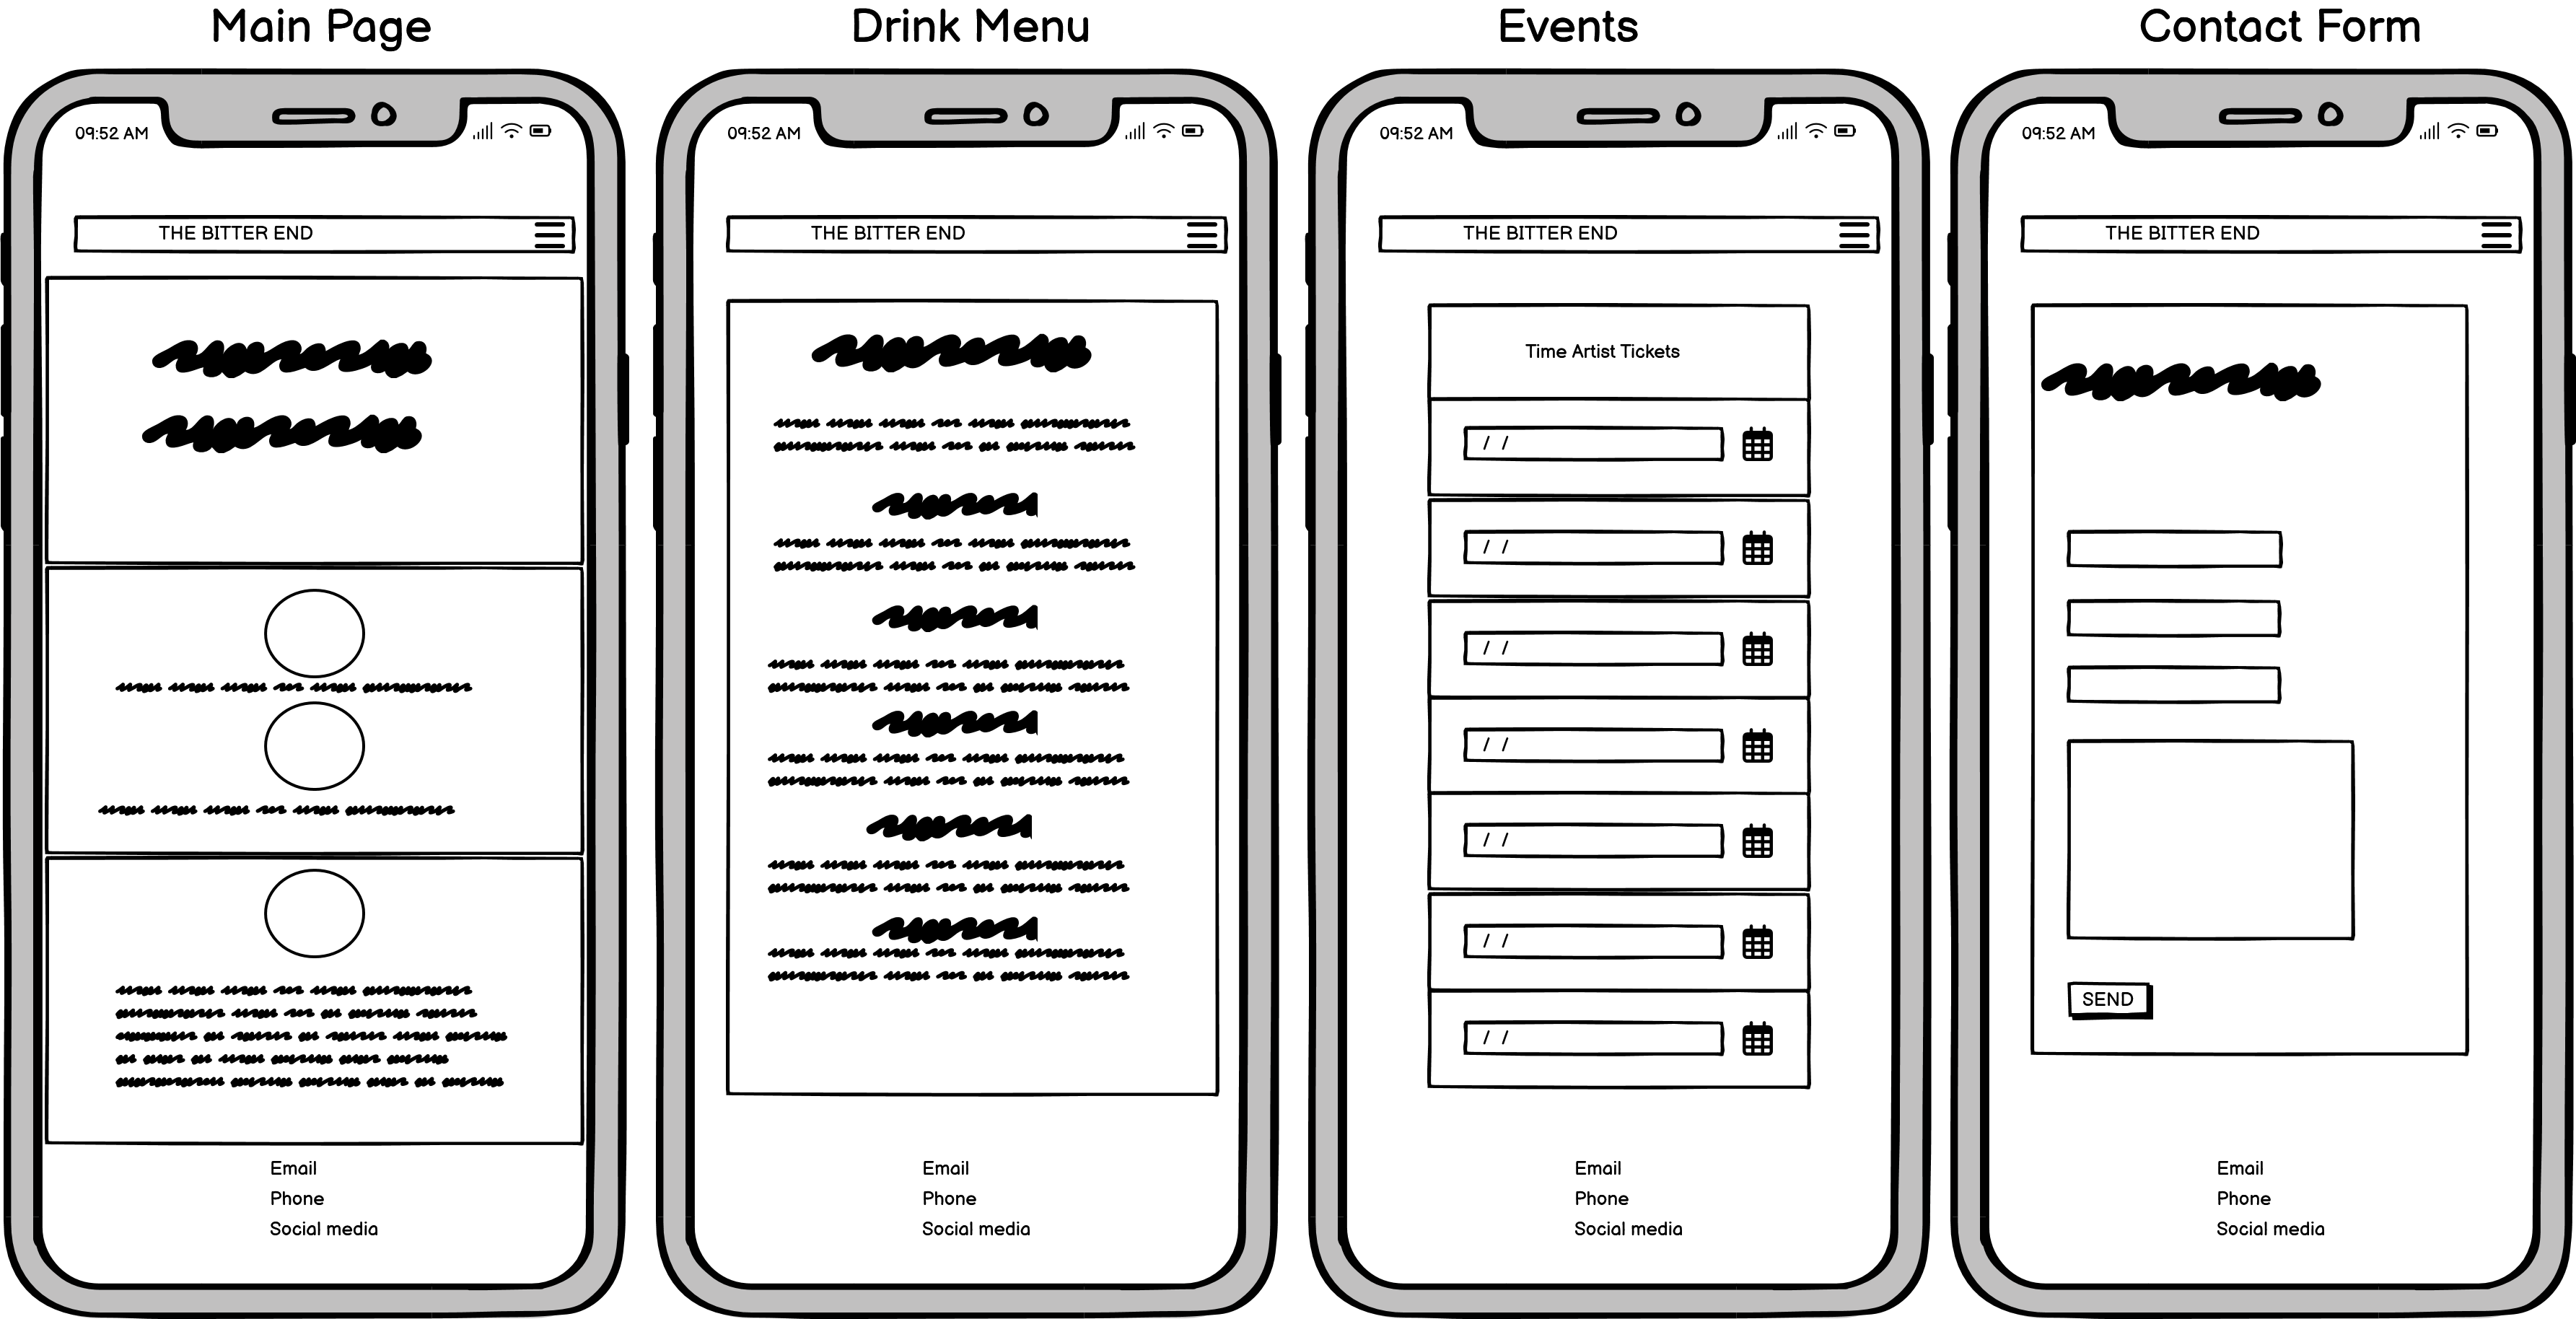 Main Page
09:52 AM
THE BITTER END
Email
Phone
Social media
Drink Menu
09:52 AM
THE BITTER END
Email
Phone
Social media
Events
09:52 AM
THE BITTER END
Time Artist Tickets
/ /
/ /
/ /
/ /
/ /
/ /
/ /
Email
Phone
Social media
Contact Form
09:52 AM
THE BITTER END
SEND
Email
Phone
Social media